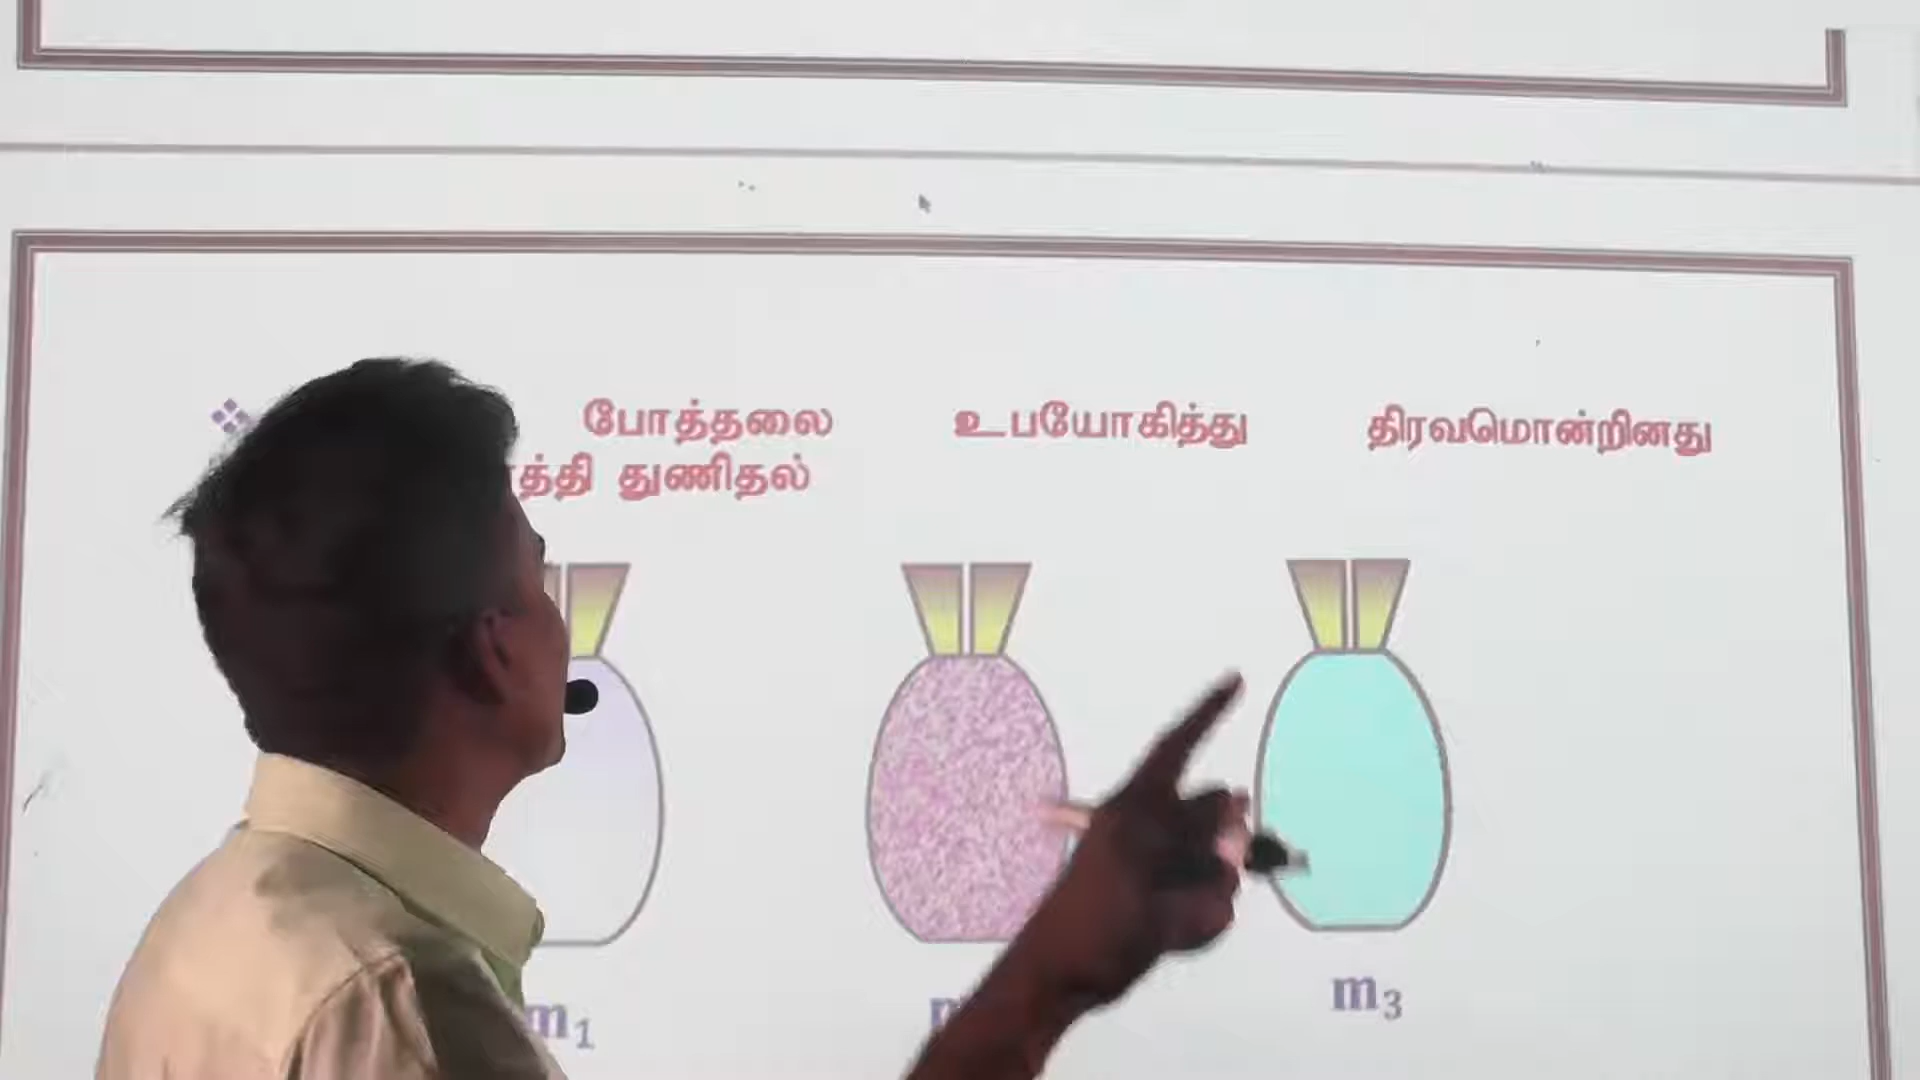 போத்தலை உபயோகித்து திரவமொன்றினது
த்தி துணிதல்
m₁ m₃